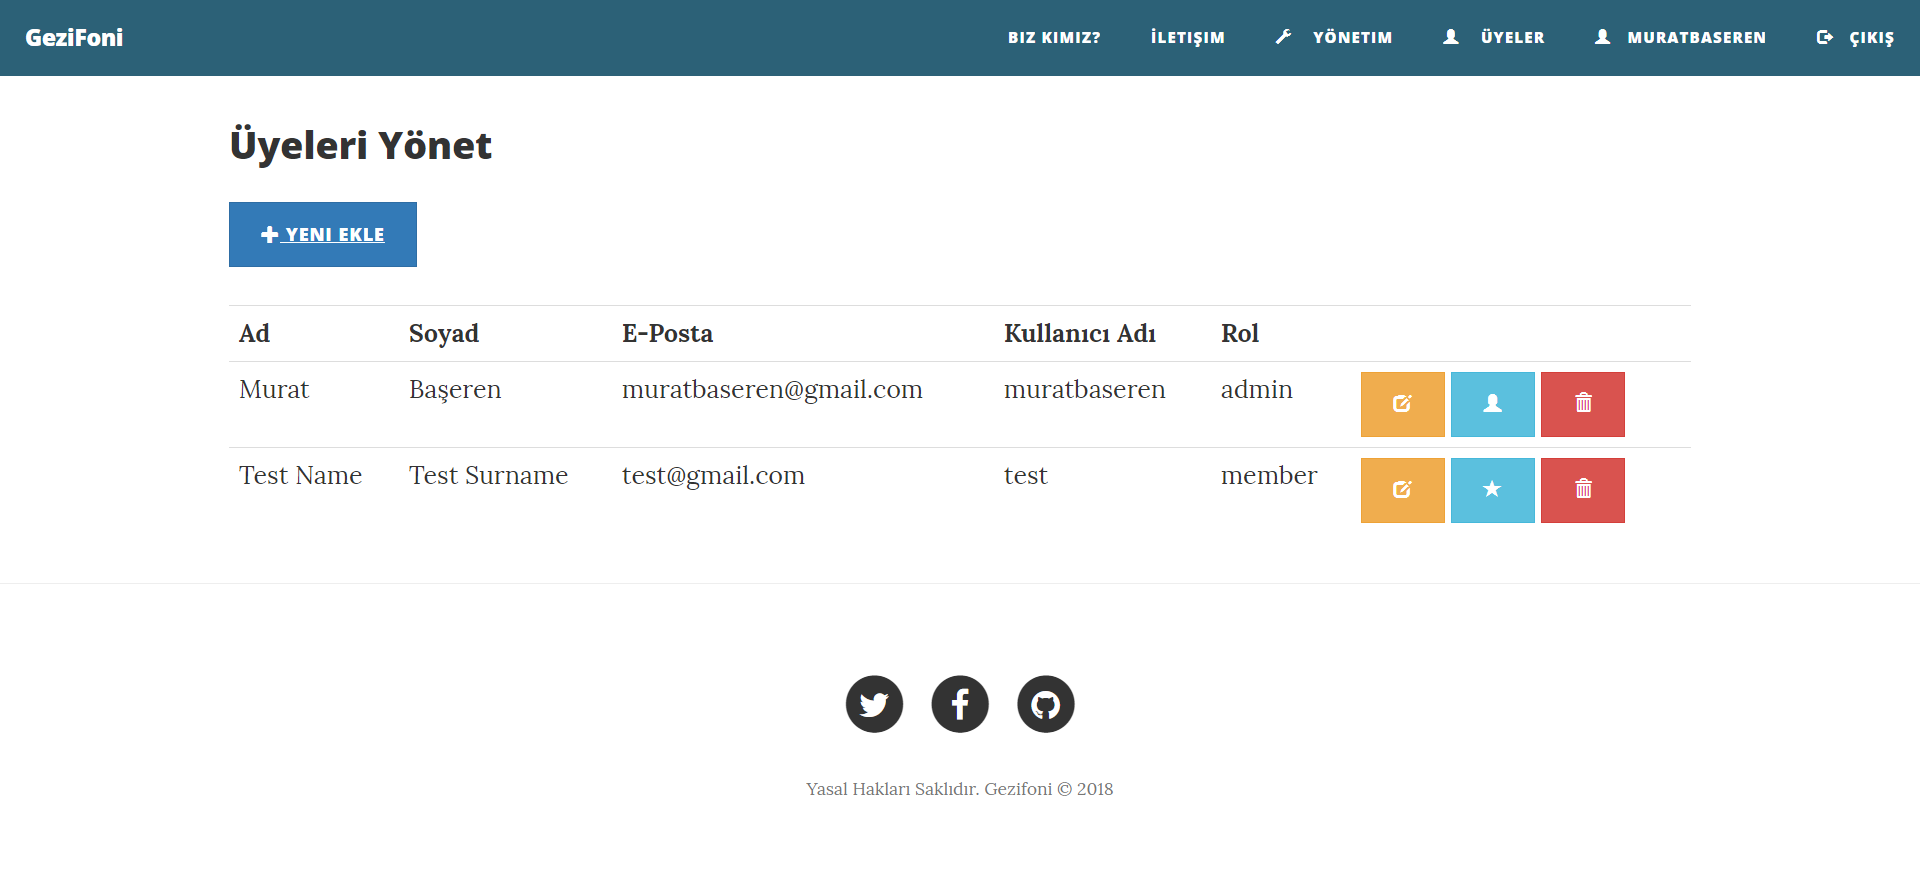 GeziFoni BIZ KIMIZ? İLETIŞIM YÖNETIM ÜYELER MURATBASEREN ÇIKIŞ
Üyeleri Yönet
YENI EKLE
Ad Soyad E-Posta Kullanıcı Adı Rol
Murat Başeren muratbaseren@gmail.com muratbaseren admin
Test Name Test Surname test@gmail.com test member
Yasal Hakları Saklıdır. Gezifoni © 2018